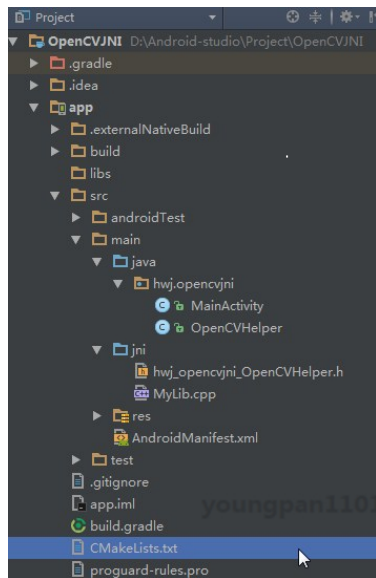 Project
OpenCVJNI D:\Android-studio\Project\OpenCVJNI
.gradle
.idea
app
.externalNativeBuild
build
libs
src
androidTest
main
java
hwj.opencvjni
MainActivity
OpenCVHelper
jni
hwj_opencvjni_OpenCVHelper.h
MyLib.cpp
res
AndroidManifest.xml
test
.gitignore
app.iml
youngpan1101
build.gradle
CMakeLists.txt
proguard-rules.pro